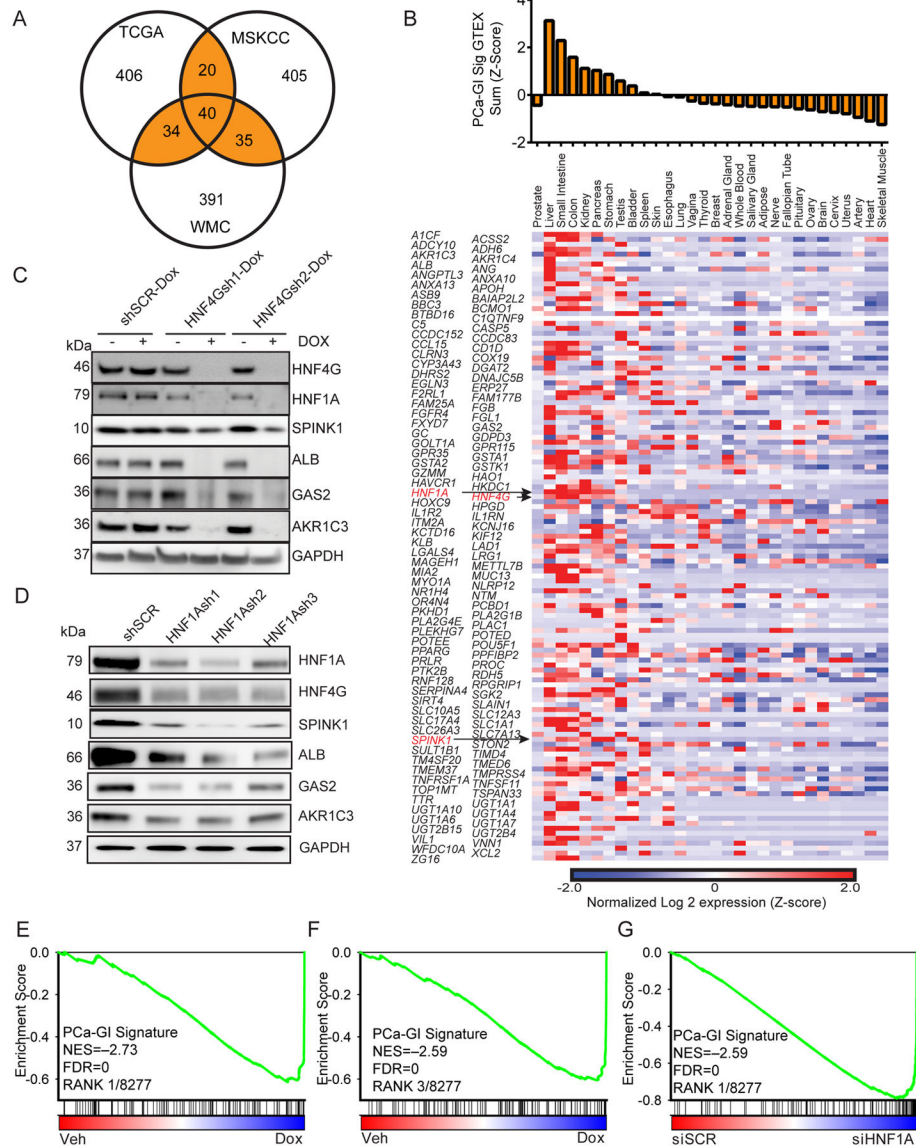 A
TCGA
MSKCC
406
20
405
40
34
35
391
WMC
B
PCa-GI Sig GTEX
Sum (Z-Score)
4
2
0
-2
Prostate
Liver
Small Intestine
Colon
Kidney
Pancreas
Stomach
Testis
Bladder
Spleen
Skin
Esophagus
Lung
Vagina
Thyroid
Breast
Adrenal Gland
Whole Blood
Salivary Gland
Adipose
Nerve
Fallopian Tube
Pituitary
Ovary
Brain
Cervix
Uterus
Artery
Heart
Skeletal Muscle
A1CF
ADCY10
AKR1C3
ALB
ANGPTL3
ANXA13
ASB9
BBC3
BTBD16
C5
CCDC152
CCL15
CLRN3
CYP3A43
DHRS2
EGLN3
F2RL1
FAM25A
FGFR4
FXYD7
GC
GOLT1A
GPR35
GSTA2
GZMM
HAVCR1
HNF1A
HOXC9
IL1R2
ITM2A
KCTD16
KLB
LGALS4
MAGEH1
MIA2
MYO1A
NR1H4
OR4N4
PKHD1
PLA2G4E
PLEKHG7
POTEE
PPARG
PRLR
PTK2B
RNF128
SERPINA4
SIRT4
SLC10A5
SLC17A4
SLC26A3
SPINK1
SULT1B1
TM4SF20
TMEM37
TNFRSF1A
TOP1MT
TTR
UGT1A10
UGT1A6
UGT2B15
VIL1
WFDC10A
ZG16
ACSS2
ADH6
AKR1C4
ANG
ANXA10
APOH
BAIAP2L2
BCMO1
C1QTNF9
CASP5
CCDC83
CD1D
COX19
DGAT2
DNAJC5B
ERP27
FAM177B
FGB
FGL1
GAS2
GDPD3
GPR115
GSTA1
GSTK1
HAO1
HKDC1
HNF4G
HPGD
IL1RN
KCNJ16
KIF12
LAD1
LRG1
METTL7B
MUC13
NLRP12
NTM
PCBD1
PLA2G1B
PLAC1
POTED
POU5F1
PPFIBP2
PROC
RDH5
RPGRIP1
SGK2
SLAIN1
SLC12A3
SLC1A1
SLC7A13
STON2
TIMD4
TMED6
TMPRSS4
TNFSF11
TSPAN33
UGT1A1
UGT1A4
UGT1A7
UGT2B4
VNN1
XCL2
-2.0
0
2.0
Normalized Log 2 expression (Z-score)
C
shSCR-Dox
HNF4Gsh1-Dox
HNF4Gsh2-Dox
kDa
- + - + - + DOX
46 HNF4G
79 HNF1A
10 SPINK1
66 ALB
36 GAS2
36 AKR1C3
37 GAPDH
D
shSCR
HNF1Ash1
HNF1Ash2
HNF1Ash3
kDa
79 HNF1A
46 HNF4G
10 SPINK1
66 ALB
36 GAS2
36 AKR1C3
37 GAPDH
E
Enrichment Score
0.0
-0.2
-0.4
-0.6
PCa-GI Signature
NES=–2.73
FDR=0
RANK 1/8277
Veh Dox
F
Enrichment Score
0.0
-0.2
-0.4
-0.6
PCa-GI Signature
NES=–2.59
FDR=0
RANK 3/8277
Veh Dox
G
Enrichment Score
0.0
-0.2
-0.4
-0.6
-0.8
PCa-GI Signature
NES=–2.59
FDR=0
RANK 1/8277
siSCR siHNF1A